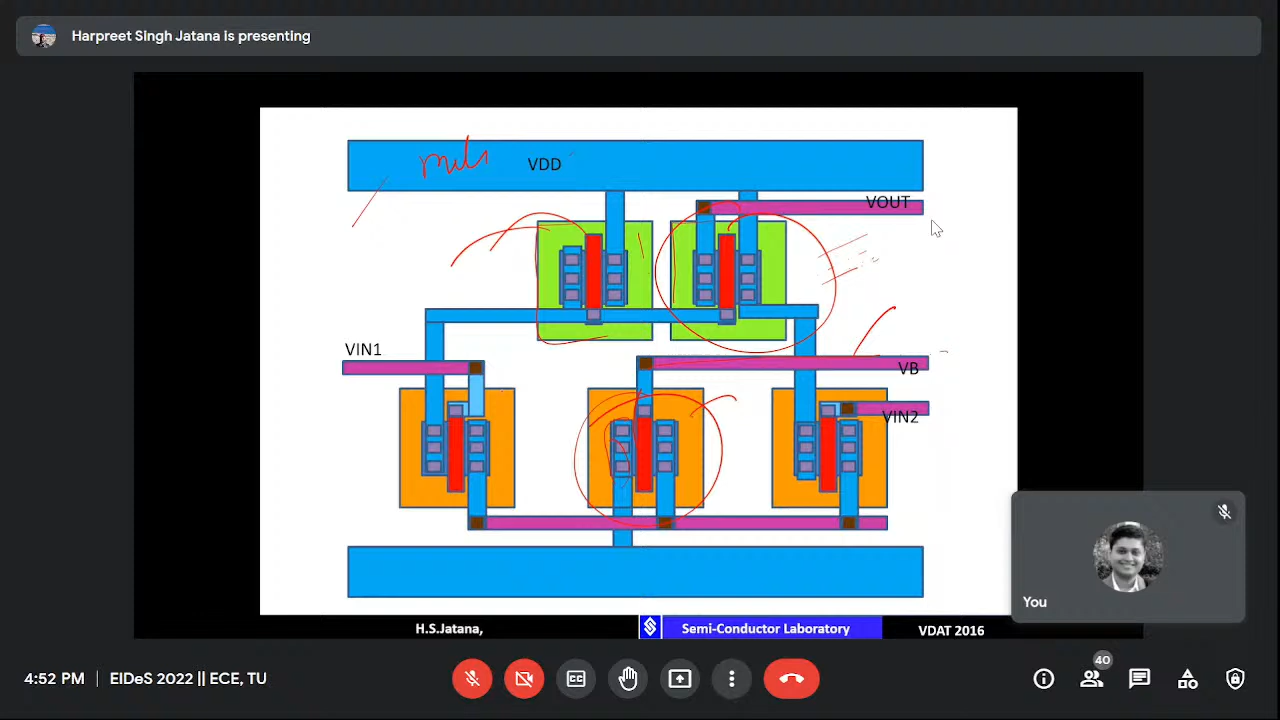 Harpreet Singh Jatana is presenting
VDD
VOUT
VIN1
VB
VIN2
You
H.S.Jatana,
Semi-Conductor Laboratory
VDAT 2016
4:52 PM | EIDeS 2022 || ECE, TU
CC
40